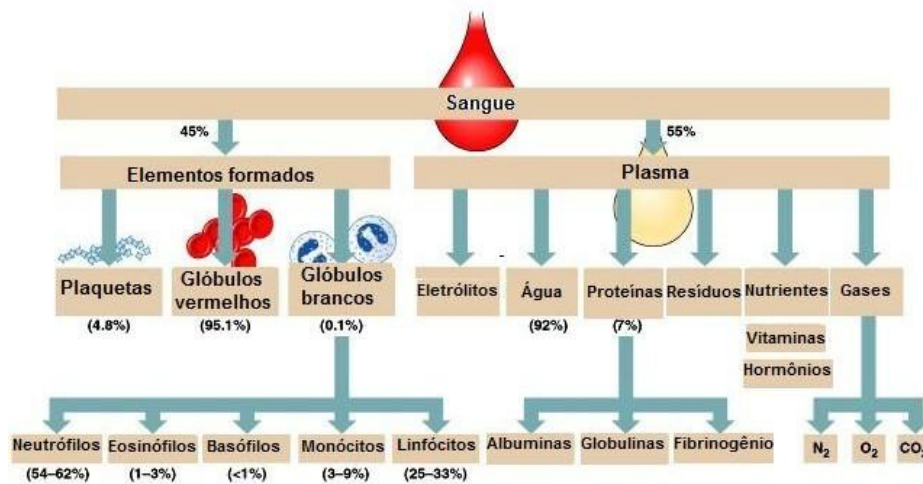 Sangue
45%
55%
Elementos formados
Plasma
Plaquetas
(4.8%)
Glóbulos
vermelhos
(95.1%)
Glóbulos
brancos
(0.1%)
Eletrólitos
Água
(92%)
Proteínas
(7%)
Resíduos
Nutrientes
Gases
Vitaminas
Hormônios
Neutrófilos
(54–62%)
Eosinófilos
(1–3%)
Basófilos
(<1%)
Monócitos
(3–9%)
Linfócitos
(25–33%)
Albuminas
Globulinas
Fibrinogênio
N₂
O₂
CO₂